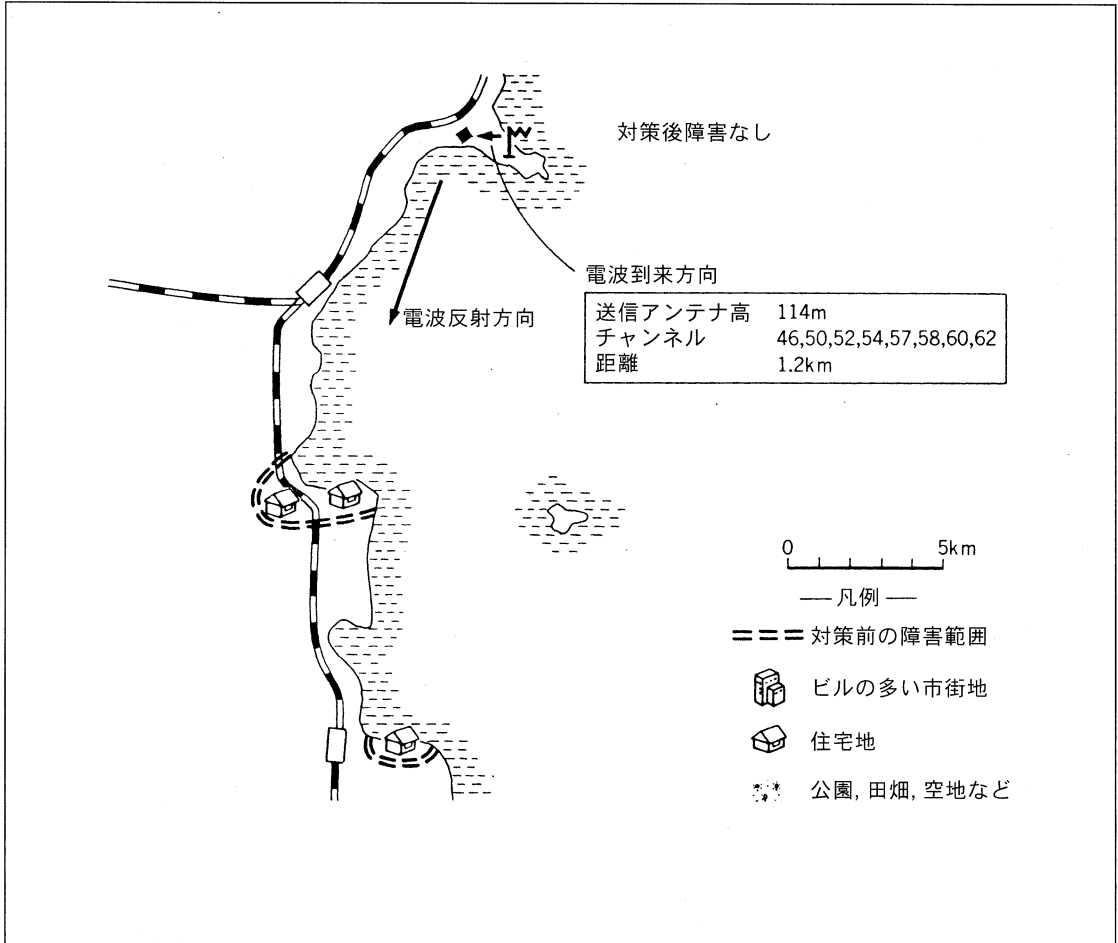 対策後障害なし
電波到来方向
送信アンテナ高 114m
チャンネル 46,50,52,54,57,58,60,62
距離 1.2km
電波反射方向
0 5km
凡例
対策前の障害範囲
ビルの多い市街地
住宅地
公園, 田畑, 空地など